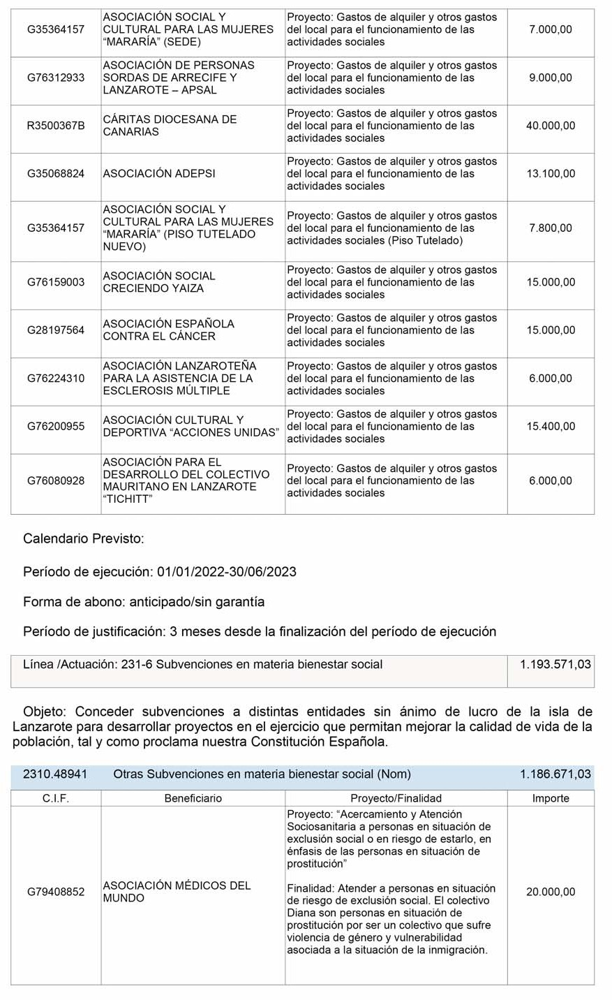 G35364157
ASOCIACIÓN SOCIAL Y
CULTURAL PARA LAS MUJERES
“MARARÍA” (SEDE)
Proyecto: Gastos de alquiler y otros gastos
del local para el funcionamiento de las
actividades sociales
7.000,00
G76312933
ASOCIACIÓN DE PERSONAS
SORDAS DE ARRECIFE Y
LANZAROTE – APSAL
Proyecto: Gastos de alquiler y otros gastos
del local para el funcionamiento de las
actividades sociales
9.000,00
R3500367B
CÁRITAS DIOCESANA DE
CANARIAS
Proyecto: Gastos de alquiler y otros gastos
del local para el funcionamiento de las
actividades sociales
40.000,00
G35068824
ASOCIACIÓN ADEPSI
Proyecto: Gastos de alquiler y otros gastos
del local para el funcionamiento de las
actividades sociales
13.100,00
G35364157
ASOCIACIÓN SOCIAL Y
CULTURAL PARA LAS MUJERES
“MARARÍA” (PISO TUTELADO
NUEVO)
Proyecto: Gastos de alquiler y otros gastos
del local para el funcionamiento de las
actividades sociales (Piso Tutelado)
7.800,00
G76159003
ASOCIACIÓN SOCIAL
CRECIENDO YAIZA
Proyecto: Gastos de alquiler y otros gastos
del local para el funcionamiento de las
actividades sociales
15.000,00
G28197564
ASOCIACIÓN ESPAÑOLA
CONTRA EL CÁNCER
Proyecto: Gastos de alquiler y otros gastos
del local para el funcionamiento de las
actividades sociales
15.000,00
G76224310
ASOCIACIÓN LANZAROTEÑA
PARA LA ASISTENCIA DE LA
ESCLEROSIS MÚLTIPLE
Proyecto: Gastos de alquiler y otros gastos
del local para el funcionamiento de las
actividades sociales
6.000,00
G76200955
ASOCIACIÓN CULTURAL Y
DEPORTIVA “ACCIONES UNIDAS”
Proyecto: Gastos de alquiler y otros gastos
del local para el funcionamiento de las
actividades sociales
15.400,00
G76080928
ASOCIACIÓN PARA EL
DESARROLLO DEL COLECTIVO
MAURITANO EN LANZAROTE
“TICHITT”
Proyecto: Gastos de alquiler y otros gastos
del local para el funcionamiento de las
actividades sociales
6.000,00
Calendario Previsto:
Período de ejecución: 01/01/2022-30/06/2023
Forma de abono: anticipado/sin garantía
Período de justificación: 3 meses desde la finalización del período de ejecución
Línea /Actuación: 231-6 Subvenciones en materia bienestar social 1.193.571,03
Objeto: Conceder subvenciones a distintas entidades sin ánimo de lucro de la isla de
Lanzarote para desarrollar proyectos en el ejercicio que permitan mejorar la calidad de vida de la
población, tal y como proclama nuestra Constitución Española.
2310.48941 Otras Subvenciones en materia bienestar social (Nom) 1.186.671,03
C.I.F. Beneficiario Proyecto/Finalidad Importe
G79408852
ASOCIACIÓN MÉDICOS DEL
MUNDO
Proyecto: “Acercamiento y Atención
Sociosanitaria a personas en situación de
exclusión social o en riesgo de estarlo, en
énfasis de las personas en situación de
prostitución”
Finalidad: Atender a personas en situación
de riesgo de exclusión social. El colectivo
Diana son personas en situación de
prostitución por ser un colectivo que sufre
violencia de género y vulnerabilidad
asociada a la situación de la inmigración.
20.000,00